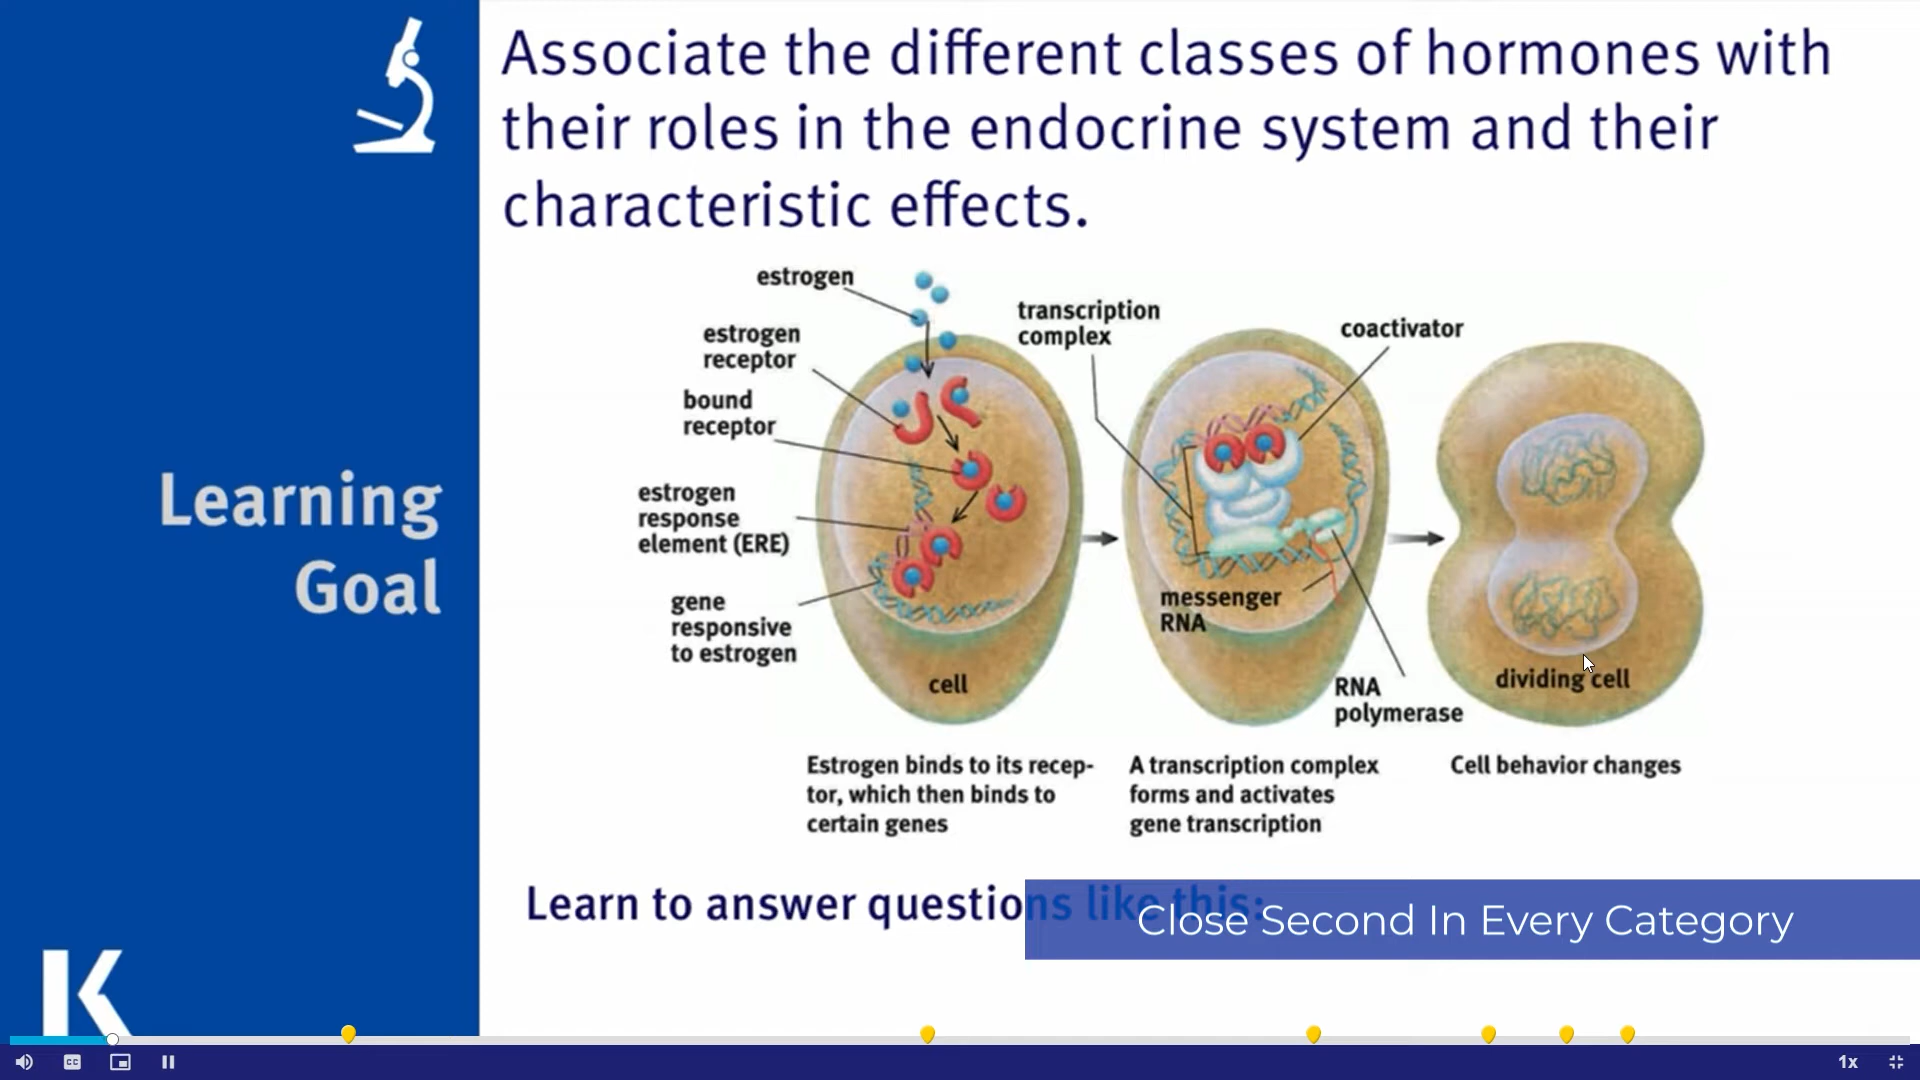 Associate the different classes of hormones with
their roles in the endocrine system and their
characteristic effects.
Learning
Goal
estrogen
estrogen
receptor
bound
receptor
estrogen
response
element (ERE)
gene
responsive
to estrogen
cell
transcription
complex
coactivator
messenger
RNA
RNA
polymerase
dividing cell
Estrogen binds to its recep-
tor, which then binds to
certain genes
A transcription complex
forms and activates
gene transcription
Cell behavior changes
Learn to answer questions like this:
Close Second In Every Category
K
CC
1x